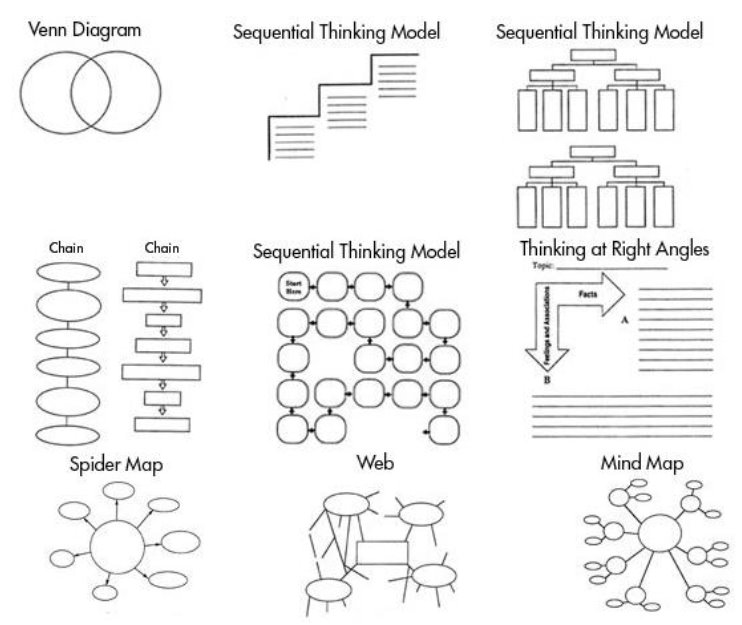 Venn Diagram
Sequential Thinking Model
Sequential Thinking Model
Chain
Chain
Sequential Thinking Model
Start
Here
Thinking at Right Angles
Topic:
Facts
Feelings and Associations
A
B
Spider Map
Web
Mind Map